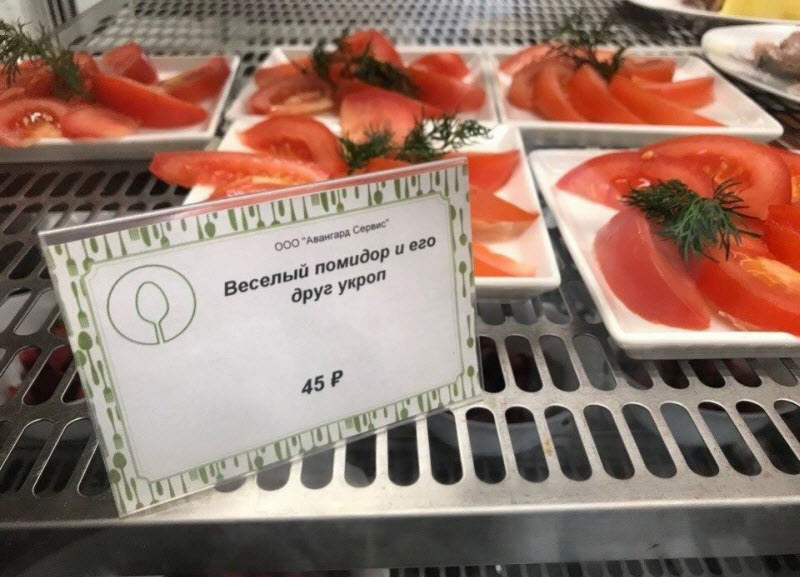 ООО "Авангард Сервис"
Веселый помидор и его
друг укроп
45 ₽